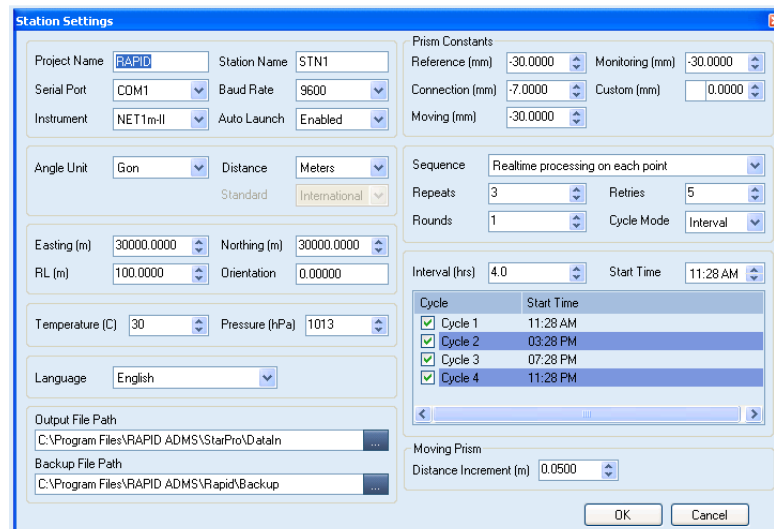 Station Settings
Project Name RAPID Station Name STN1
Serial Port COM1 Baud Rate 9600
Instrument NET1m-II Auto Launch Enabled
Angle Unit Gon Distance Meters
Standard International
Easting (m) 30000.0000 Northing (m) 30000.0000
RL (m) 100.0000 Orientation 0.00000
Temperature (C) 30 Pressure (hPa) 1013
Language English
Output File Path
C:\Program Files\RAPID ADMS\StarPro\DataIn ...
Backup File Path
C:\Program Files\RAPID ADMS\Rapid\Backup ...
Prism Constants
Reference (mm) -30.0000 Monitoring (mm) -30.0000
Connection (mm) -7.0000 Custom (mm) 0.0000
Moving (mm) -30.0000
Sequence Realtime processing on each point
Repeats 3 Retries 5
Rounds 1 Cycle Mode Interval
Interval (hrs) 4.0 Start Time 11:28 AM
Cycle Start Time
Cycle 1 11:28 AM
Cycle 2 03:28 PM
Cycle 3 07:28 PM
Cycle 4 11:28 PM
Moving Prism
Distance Increment (m) 0.0500
OK Cancel